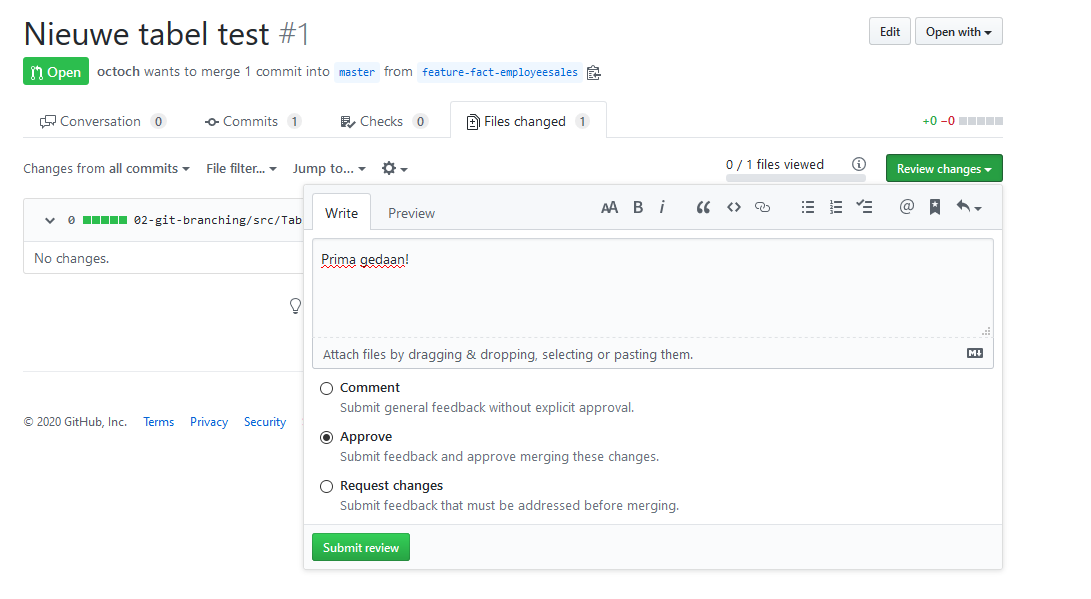 Nieuwe tabel test #1
Edit
Open with
Open
octoch wants to merge 1 commit into master from feature-fact-employeesales
Conversation 0
Commits 1
Checks 0
Files changed 1
+0 −0
Changes from all commits
File filter...
Jump to...
0 / 1 files viewed
Review changes
0 02-git-branching/src/Tab
No changes.
Write
Preview
AA B i
@
Prima gedaan!
Attach files by dragging & dropping, selecting or pasting them.
M
Comment
Submit general feedback without explicit approval.
Approve
Submit feedback and approve merging these changes.
Request changes
Submit feedback that must be addressed before merging.
Submit review
© 2020 GitHub, Inc.
Terms
Privacy
Security